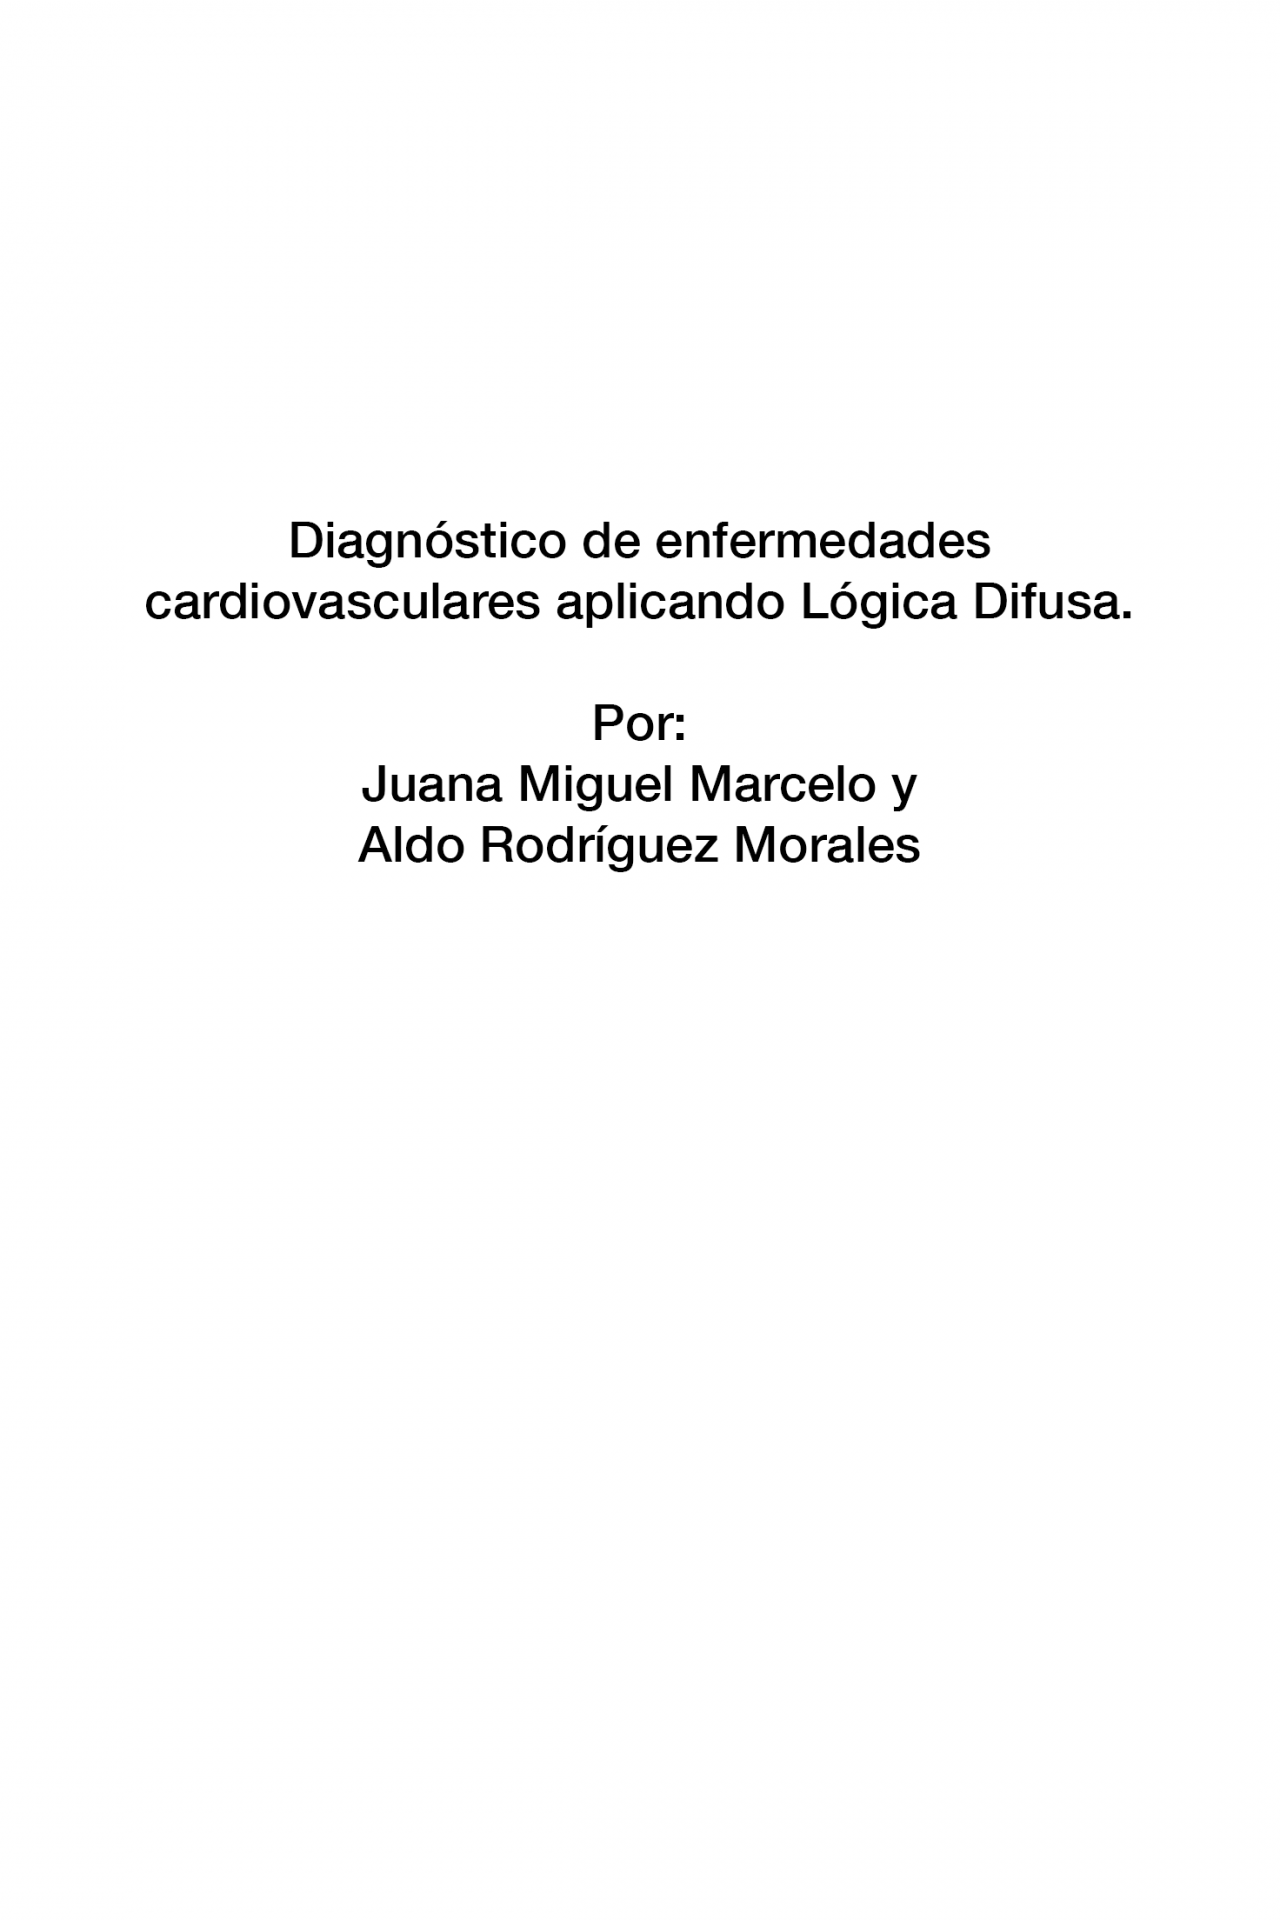 Diagnóstico de enfermedades
cardiovasculares aplicando Lógica Difusa.
Por:
Juana Miguel Marcelo y
Aldo Rodríguez Morales